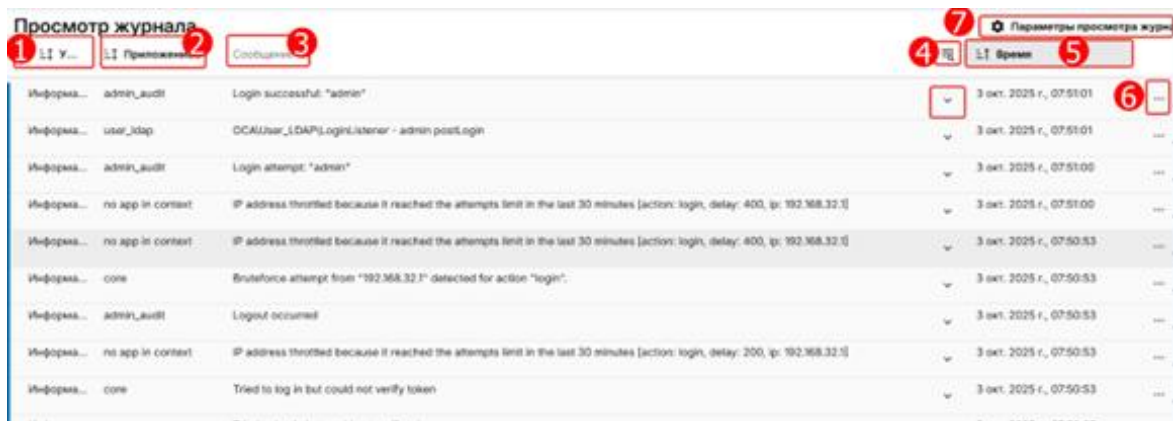 Просмотр журнала
7 Параметры просмотра журн
1 У... 2 Приложение 3 Сообщение 4 5 Время
Информа... admin_audit Login successful: "admin" 3 окт. 2025 г., 07:51:01 6 ...
Информа... user_ldap OCA\User_LDAP\LoginListener - admin postLogin 3 окт. 2025 г., 07:51:01 ...
Информа... admin_audit Login attempt: "admin" 3 окт. 2025 г., 07:51:00 ...
Информа... no app in context IP address throttled because it reached the attempts limit in the last 30 minutes [action: login, delay: 400, ip: 192.168.32.1] 3 окт. 2025 г., 07:51:00 ...
Информа... no app in context IP address throttled because it reached the attempts limit in the last 30 minutes [action: login, delay: 400, ip: 192.168.32.1] 3 окт. 2025 г., 07:50:53 ...
Информа... core Bruteforce attempt from "192.168.32.1" detected for action "login". 3 окт. 2025 г., 07:50:53 ...
Информа... admin_audit Logout occurred 3 окт. 2025 г., 07:50:53 ...
Информа... no app in context IP address throttled because it reached the attempts limit in the last 30 minutes [action: login, delay: 200, ip: 192.168.32.1] 3 окт. 2025 г., 07:50:53 ...
Информа... core Tried to log in but could not verify token 3 окт. 2025 г., 07:50:53 ...